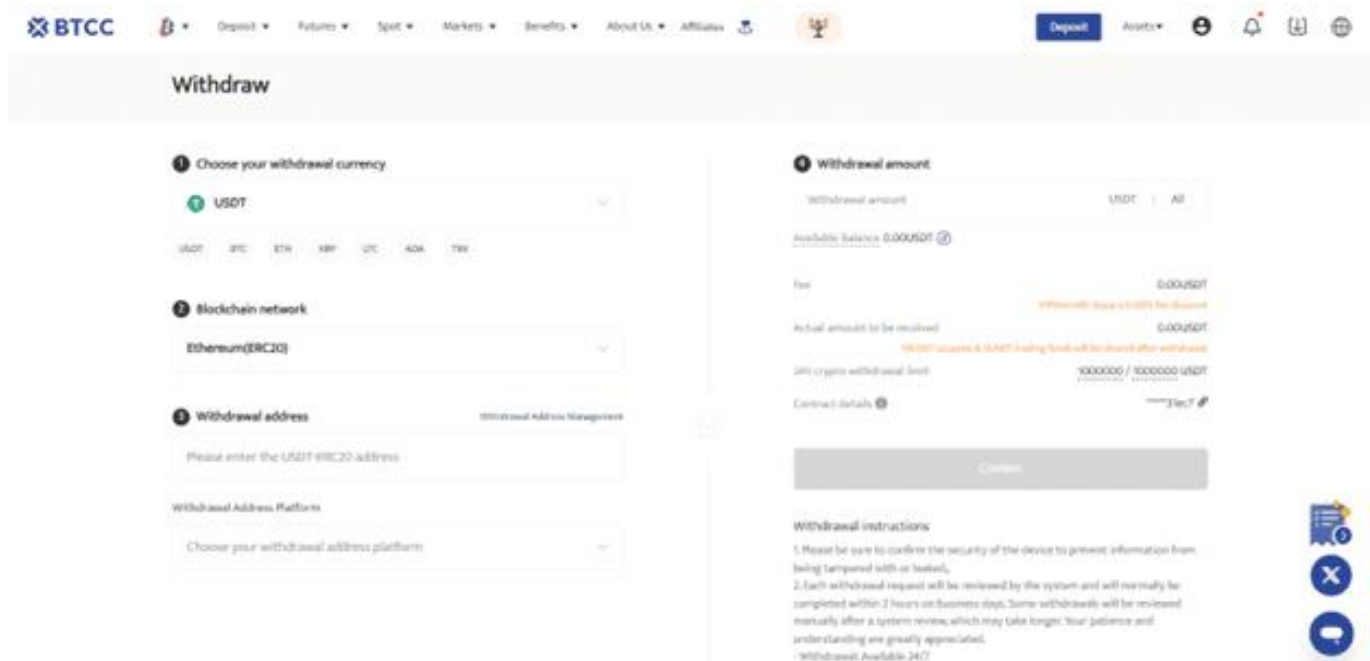 BTCC
Deposit Futures Spot Markets Benefits About Us Affiliates Deposit Assets
Withdraw
1 Choose your withdrawal currency
USDT
USDT BTC ETH XRP LTC ADA TRX
2 Blockchain network
Ethereum(ERC20)
3 Withdrawal address Withdrawal Address Management
Please enter the USDT ERC20 address
Withdrawal Address Platform
Choose your withdrawal address platform
4 Withdrawal amount
Withdrawal amount USDT | All
Available Balance 0.00USDT
Fee 0.00USDT
Actual amount to be received 0.00USDT
24h crypto withdrawal limit 1000000 / 1000000 USDT
Contract details ****31ec7
Confirm
Withdrawal instructions
1. Please be sure to confirm the security of the device to prevent information from
being tampered with or leaked.
2. Each withdrawal request will be reviewed by the system and will normally be
completed within 2 hours on business days. Some withdrawals will be reviewed
manually after a system review, which may take longer. Your patience and
understanding are greatly appreciated.
- Withdrawal: Available 24/7